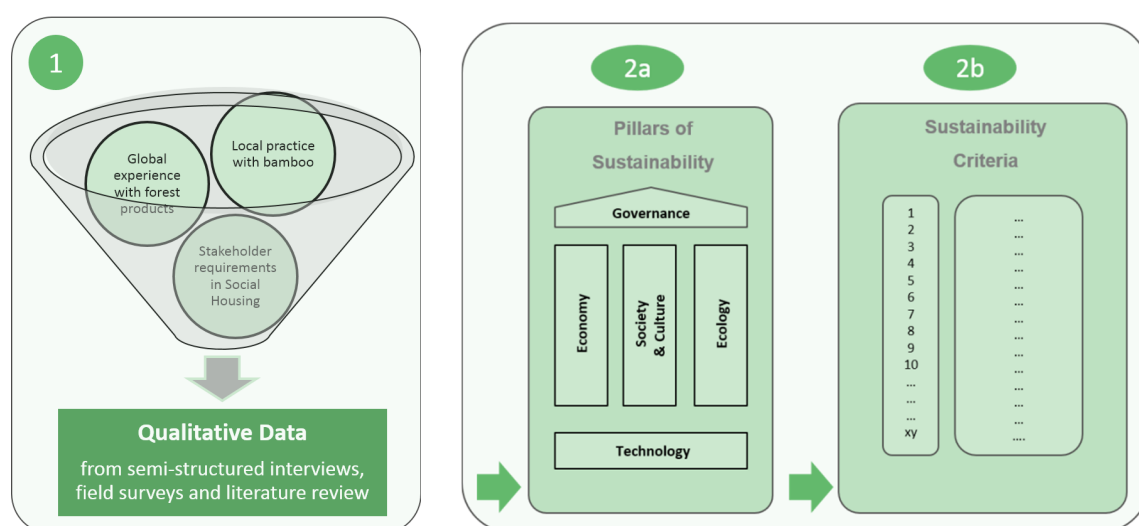 1
Local practice
with bamboo
Global
experience
with forest
products
Stakeholder
requirements
in Social
Housing
Qualitative Data
from semi-structured interviews,
field surveys and literature review
2a
Pillars of
Sustainability
Governance
Economy
Society
& Culture
Ecology
Technology
2b
Sustainability
Criteria
1
2
3
4
5
6
7
8
9
10
...
...
...
xy
...
...
...
...
...
...
...
...
...
...
...
...
...
....